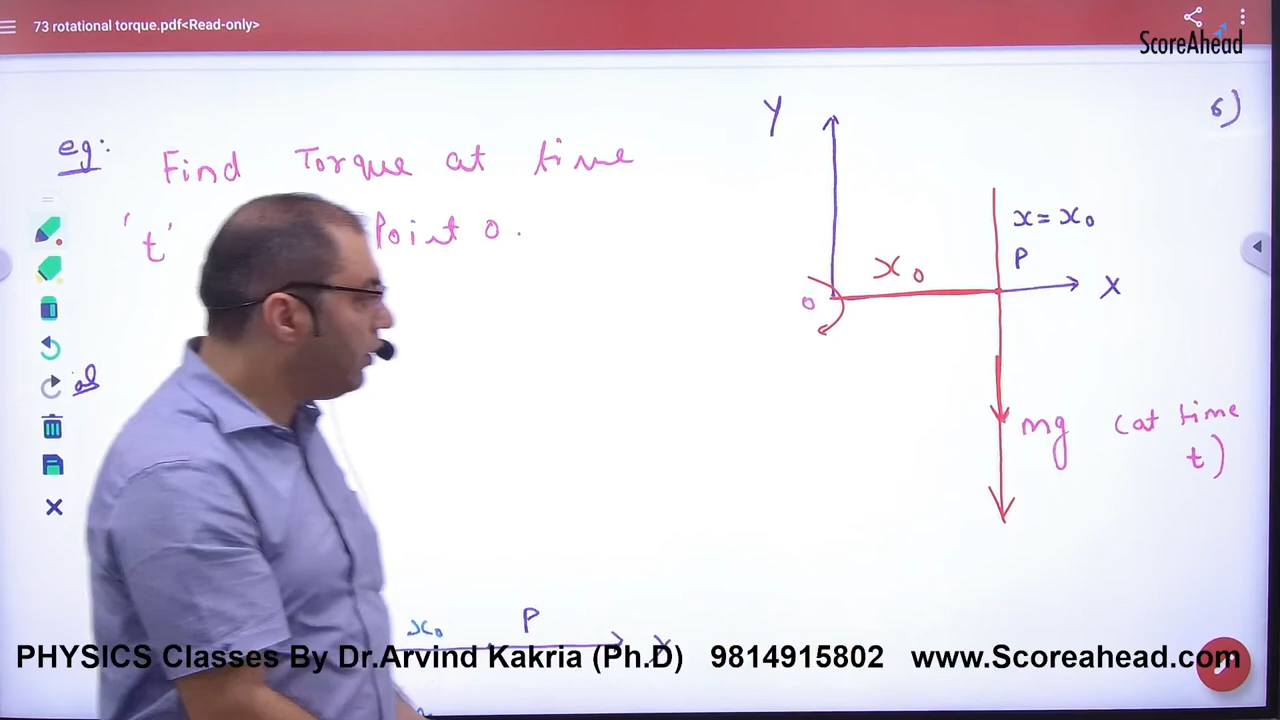 73 rotational torque.pdf<Read-only>
ScoreAhead
eg: Find Torque at time
't' Point O.
Y
6)
x = x₀
P
x₀
O
X
mg (at time
t)
x₀ P X
PHYSICS Classes By Dr.Arvind Kakria (Ph.D) 9814915802 www.Scoreahead.com